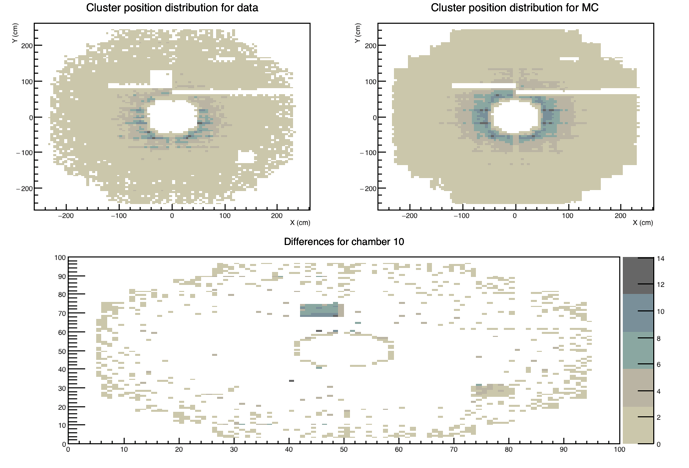 Cluster position distribution for data
Y (cm)
200
100
0
−100
−200
−200 −100 0 100 200
X (cm)
Cluster position distribution for MC
Y (cm)
200
100
0
−100
−200
−200 −100 0 100 200
X (cm)
Differences for chamber 10
100
90
80
70
60
50
40
30
20
10
0
0 10 20 30 40 50 60 70 80 90 100
14
12
10
8
6
4
2
0